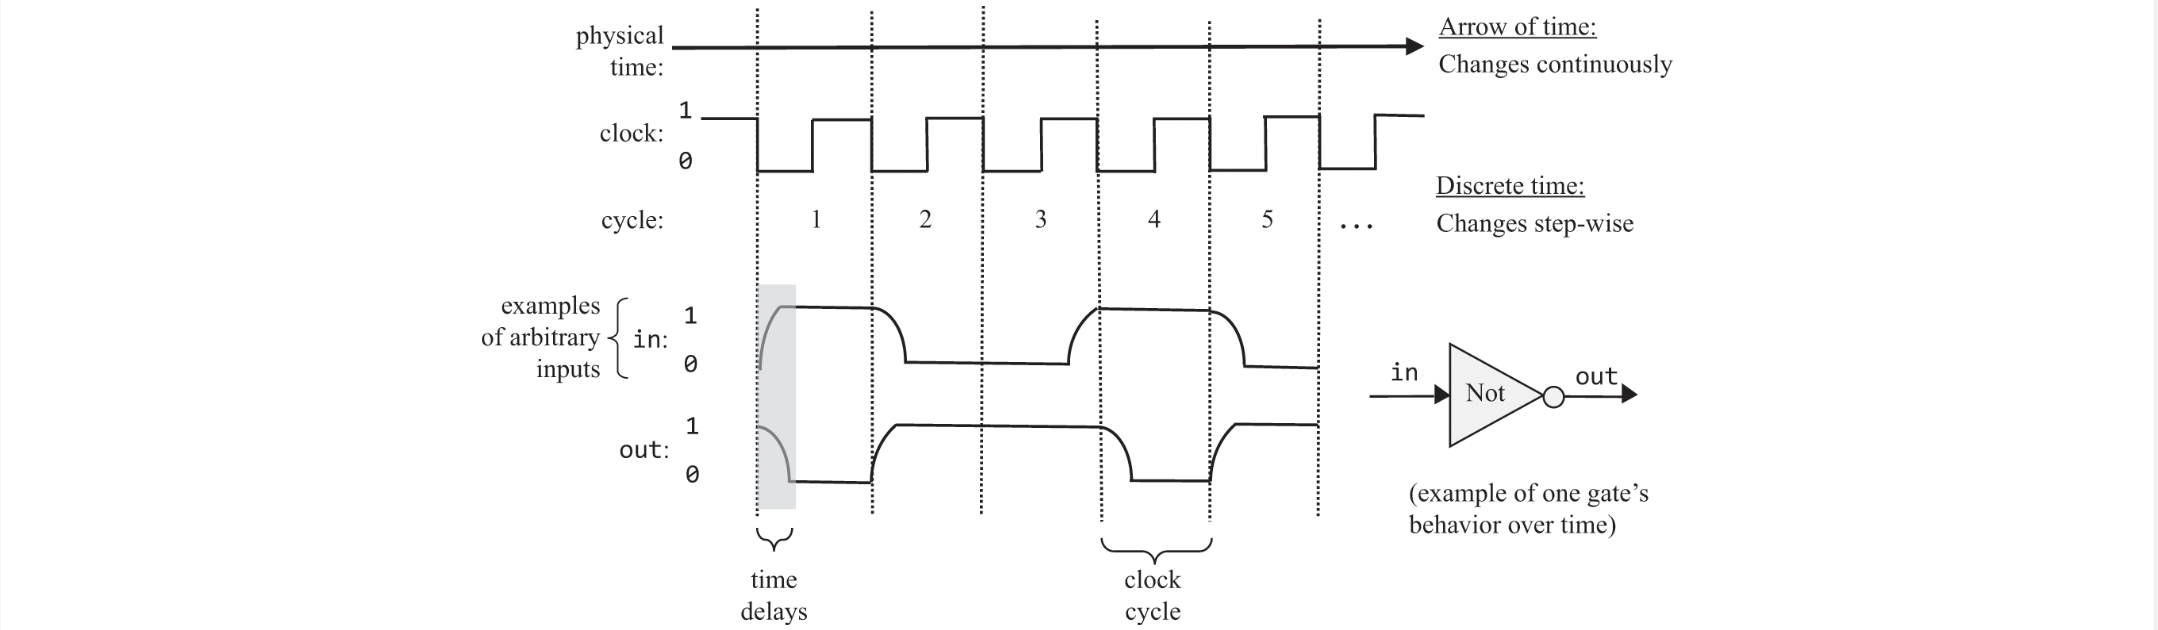 physical
time:
Arrow of time:
Changes continuously
1
clock:
0
Discrete time:
Changes step-wise
cycle:
1 2 3 4 5 ...
examples
of arbitrary
inputs
in:
1
0
1
out:
0
in
Not
out
(example of one gate’s
behavior over time)
time
delays
clock
cycle